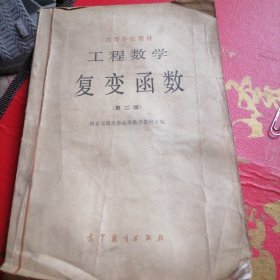 高等学校教材
工程数学
复变函数
(第二版)
西安交通大学高等数学教研室编
高等教育出版社